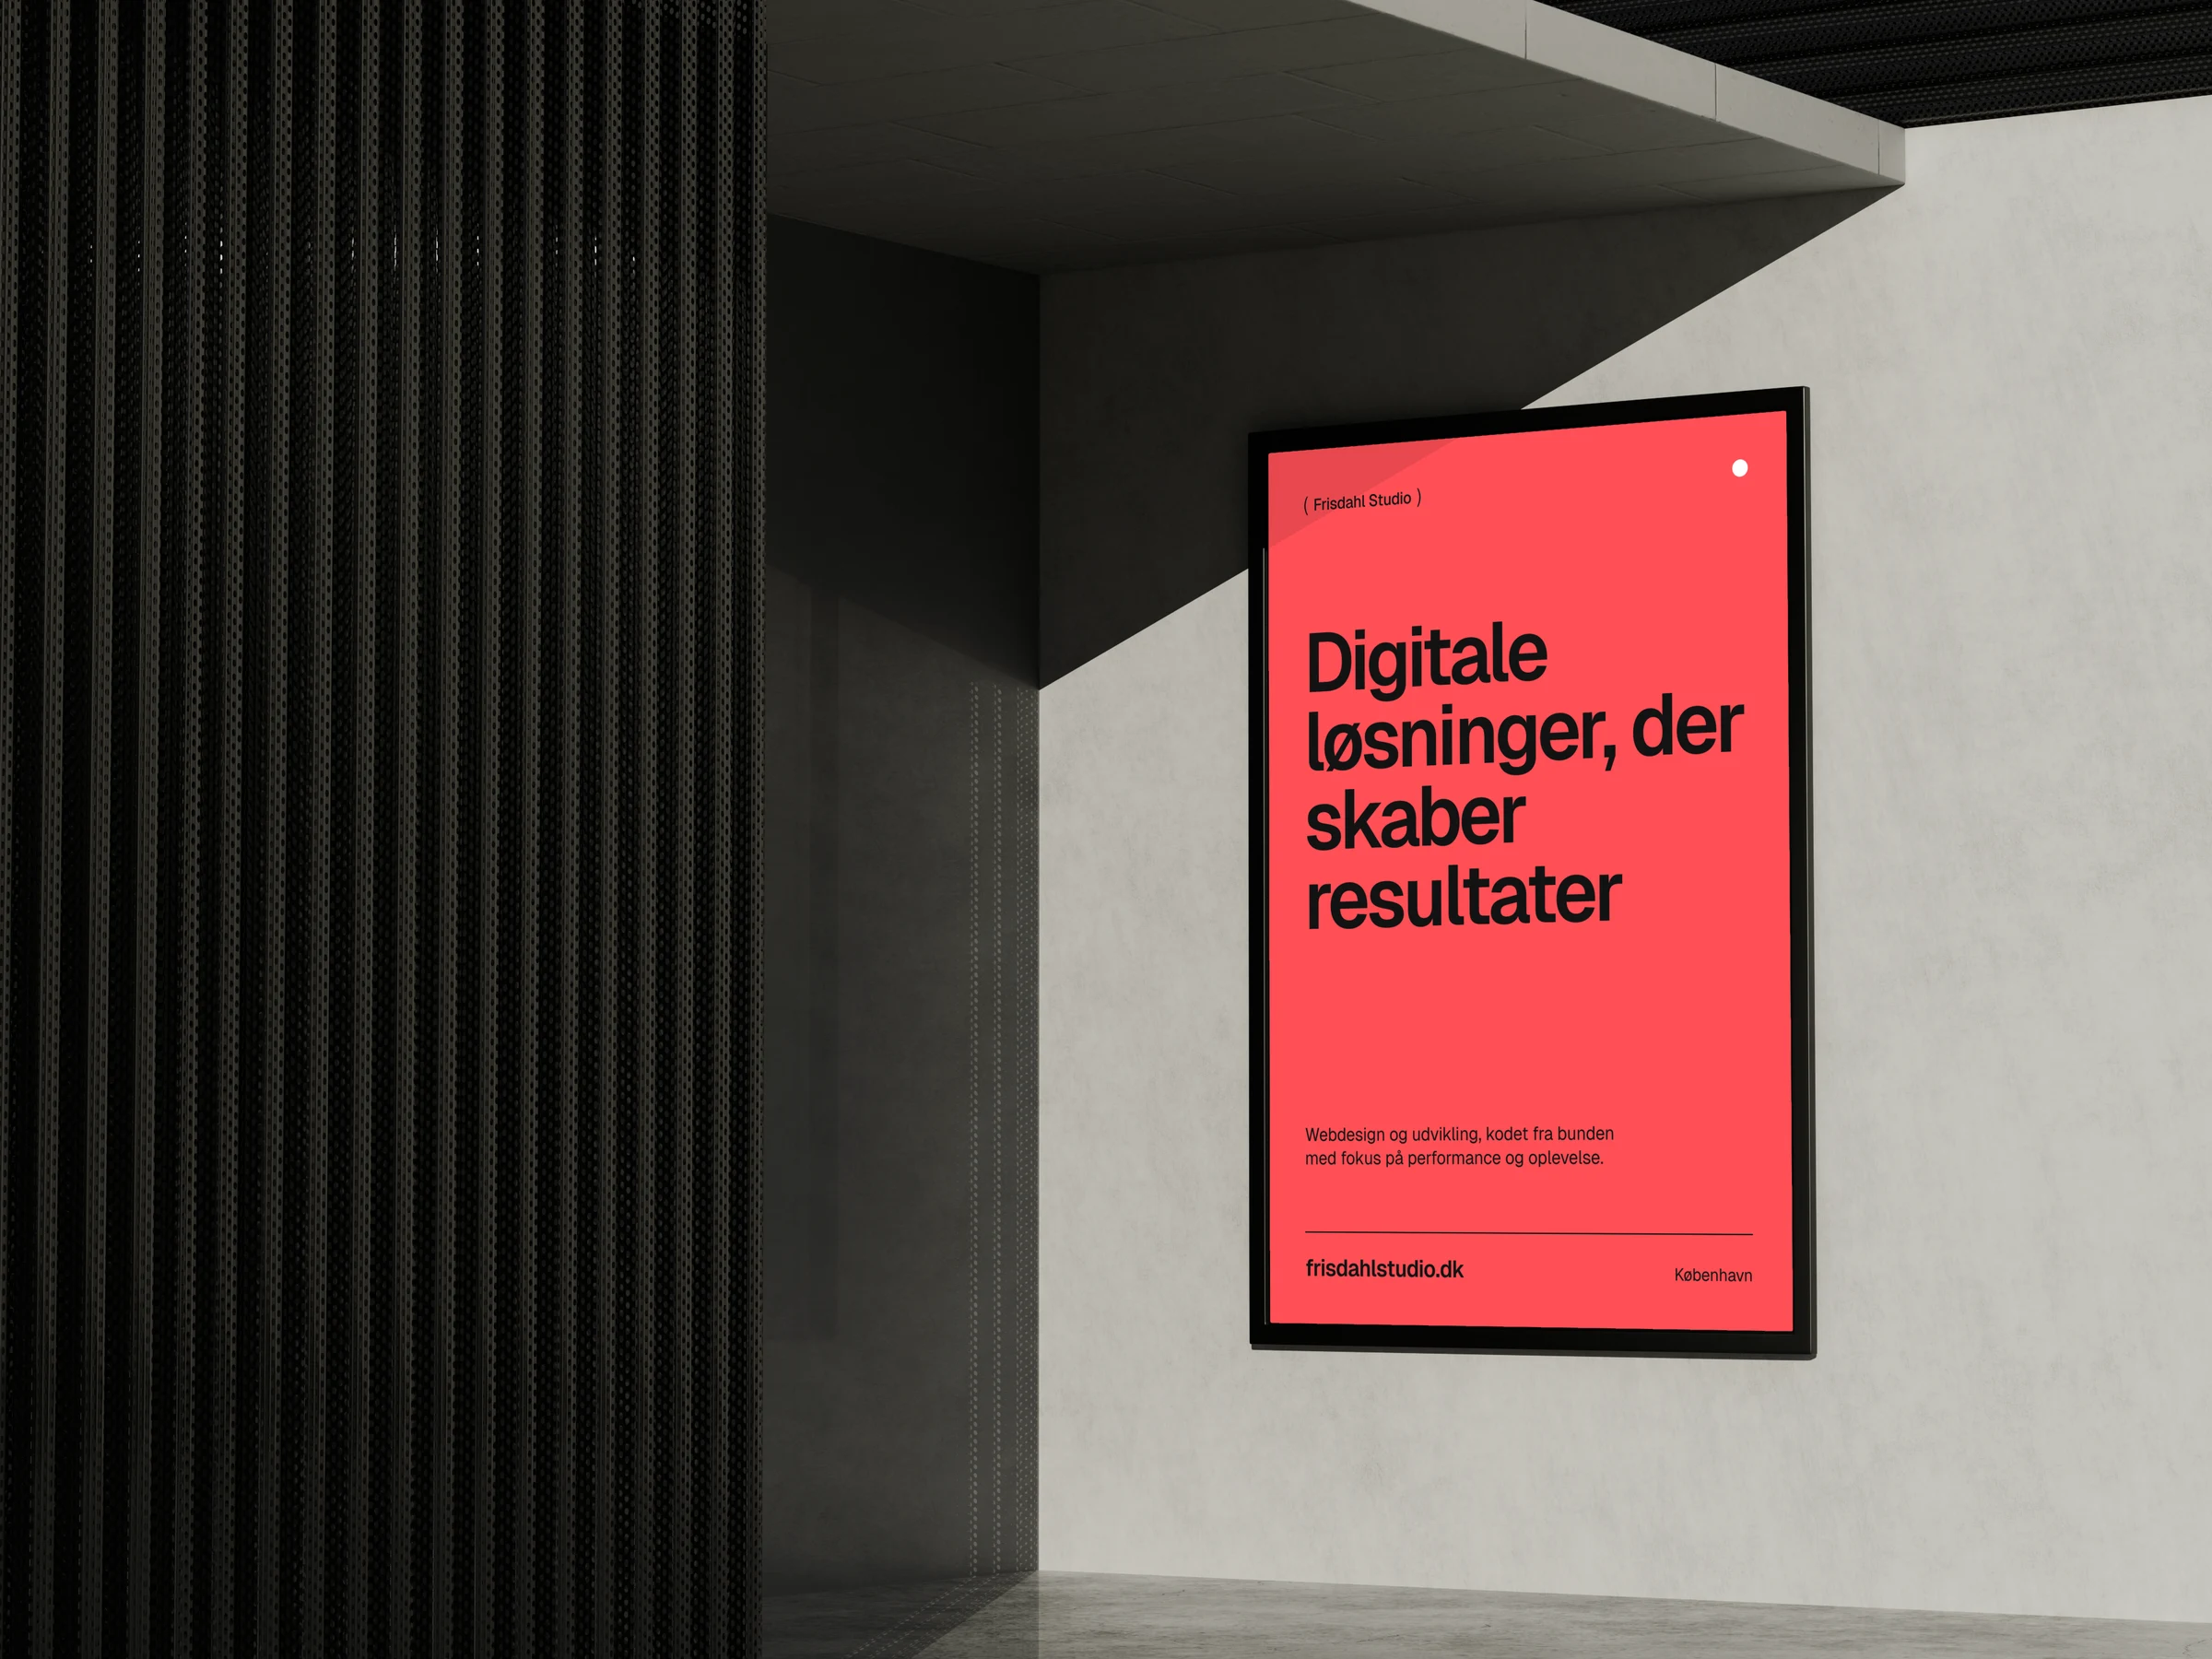 ( Frisdahl Studio )
Digitale
løsninger, der
skaber
resultater
Webdesign og udvikling, kodet fra bunden
med fokus på performance og oplevelse.
frisdahlstudio.dk
København